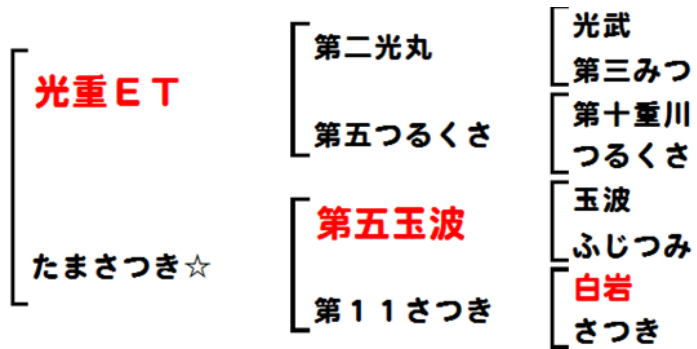 光重ＥＴ
たまさつき☆
第二光丸
第五つるくさ
第五玉波
第１１さつき
光武
第三みつ
第十重川
つるくさ
玉波
ふじつみ
白岩
さつき